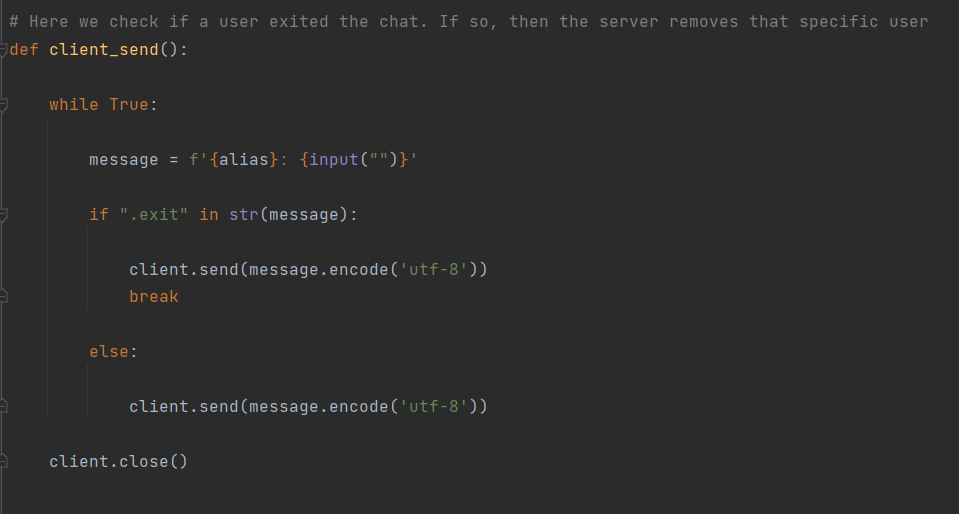 # Here we check if a user exited the chat. If so, then the server removes that specific user
def client_send():
    while True:
        message = f'{alias}: {input("")}'
        if ".exit" in str(message):
            client.send(message.encode('utf-8'))
            break
        else:
            client.send(message.encode('utf-8'))
    client.close()